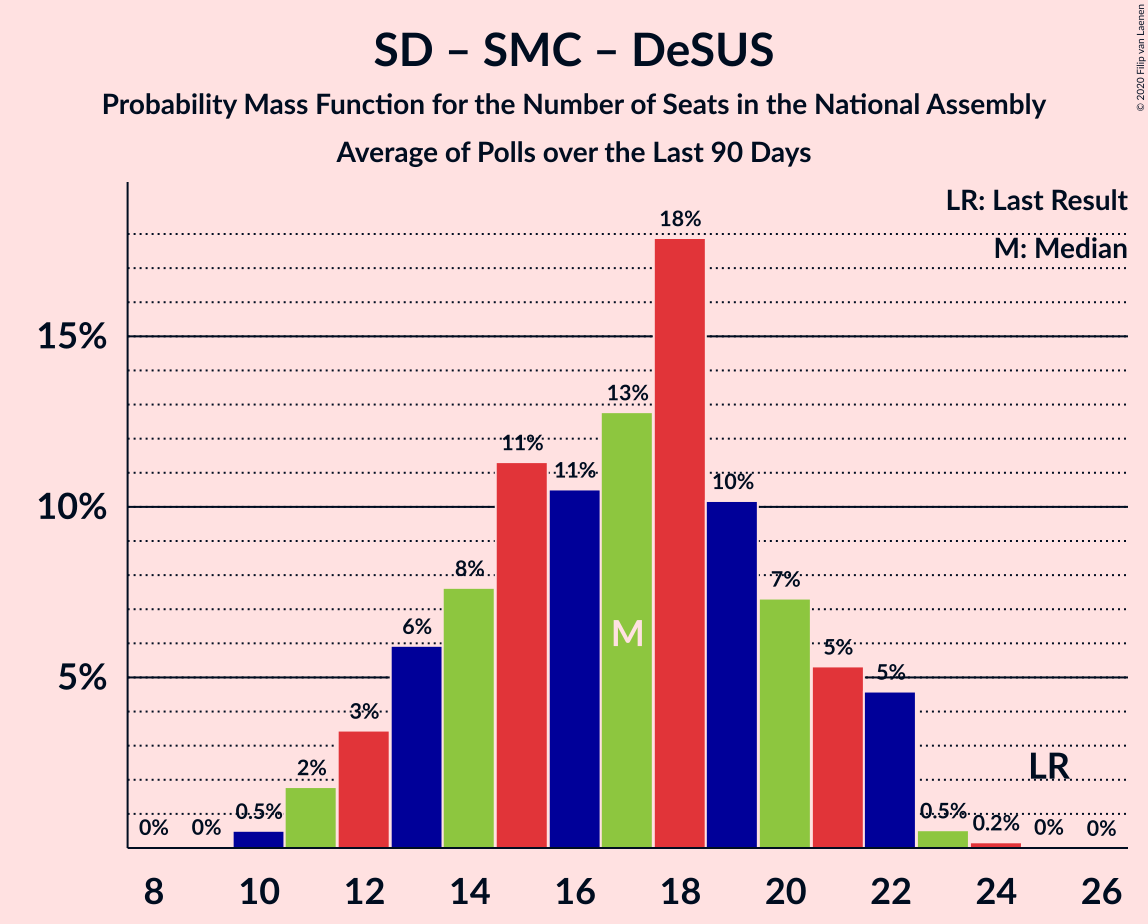 SD – SMC – DeSUS
Probability Mass Function for the Number of Seats in the National Assembly
Average of Polls over the Last 90 Days
© 2020 Filip van Laenen
LR: Last Result
M: Median
15%
10%
5%
0%
0%
0.5%
2%
3%
6%
8%
11%
11%
13%
18%
10%
7%
5%
5%
0.5%
0.2%
0%
0%
M
LR
8 10 12 14 16 18 20 22 24 26